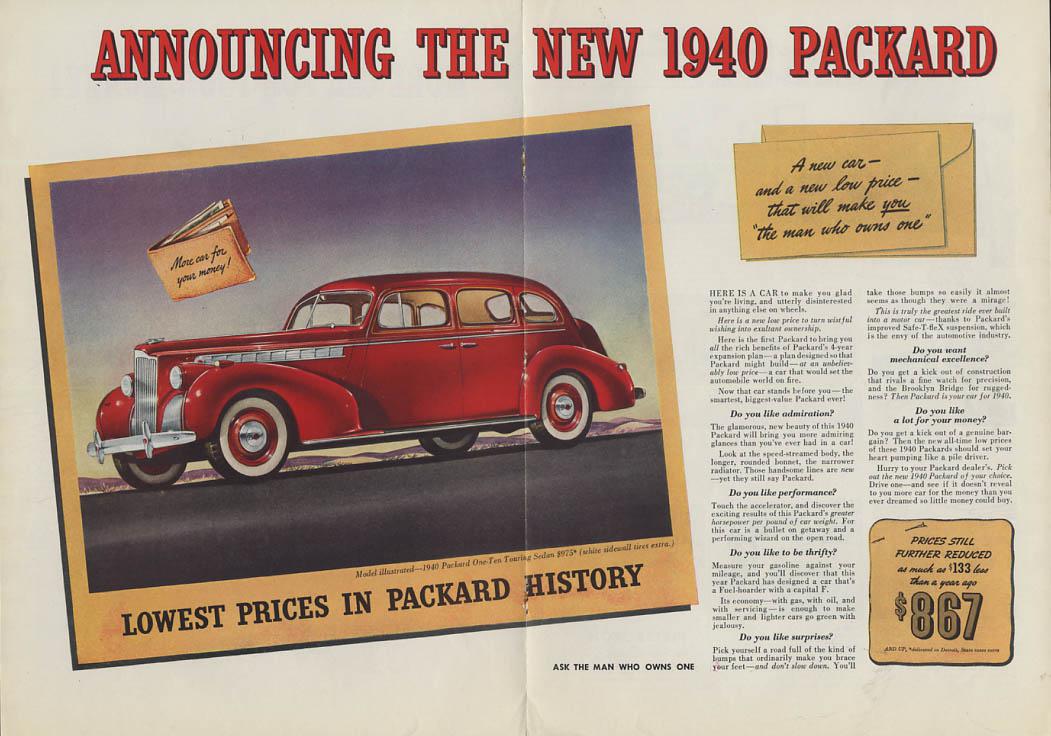 ANNOUNCING THE NEW 1940 PACKARD
More car for
your money!
Model illustrated—1940 Packard One-Ten Touring Sedan $975* (white sidewall tires extra.)
LOWEST PRICES IN PACKARD HISTORY
ASK THE MAN WHO OWNS ONE
A new car—
and a new low price—
that will make you
"the man who owns one"
HERE IS A CAR to make you glad
you're living, and utterly disinterested
in anything else on wheels.
Here is a new low price to turn wistful
wishing into exultant ownership.
Here is the first Packard to bring you
all the rich benefits of Packard's 4-year
expansion plan—a plan designed so that
Packard might build—at an unbeliev-
ably low price—a car that would set the
automobile world on fire.
Now that car stands before you—the
smartest, biggest-value Packard ever!
Do you like admiration?
The glamorous, new beauty of this 1940
Packard will bring you more admiring
glances than you've ever had in a car!
Look at the speed-streamed body, the
longer, rounded bonnet, the narrower
radiator. Those handsome lines are new
—yet they still say Packard.
Do you like performance?
Touch the accelerator, and discover the
exciting results of this Packard's greater
horsepower per pound of car weight. For
this car is a bullet on getaway and a
performing wizard on the open road.
Do you like to be thrifty?
Measure your gasoline against your
mileage, and you'll discover that this
year Packard has designed a car that's
a Fuel-hoarder with a capital F.
Its economy—with gas, with oil, and
with servicing—is enough to make
smaller and lighter cars go green with
jealousy.
Do you like surprises?
Pick yourself a road full of the kind of
bumps that ordinarily make you brace
your feet—and don't slow down. You'll
take those bumps so easily it almost
seems as though they were a mirage!
This is truly the greatest ride ever built
into a motor car—thanks to Packard's
improved Safe-T-fleX suspension, which
is the envy of the automotive industry.
Do you want
mechanical excellence?
Do you get a kick out of construction
that rivals a fine watch for precision,
and the Brooklyn Bridge for rugged-
ness? Then Packard is your car for 1940.
Do you like
a lot for your money?
Do you get a kick out of a genuine bar-
gain? Then the new all-time low prices
of these 1940 Packards should set your
heart pumping like a pile driver.
Hurry to your Packard dealer's. Pick
out the new 1940 Packard of your choice.
Drive one—and see if it doesn't reveal
to you more car for the money than you
ever dreamed so little money could buy.
PRICES STILL
FURTHER REDUCED
as much as $133 less
than a year ago
$867
AND UP, *delivered in Detroit, State taxes extra